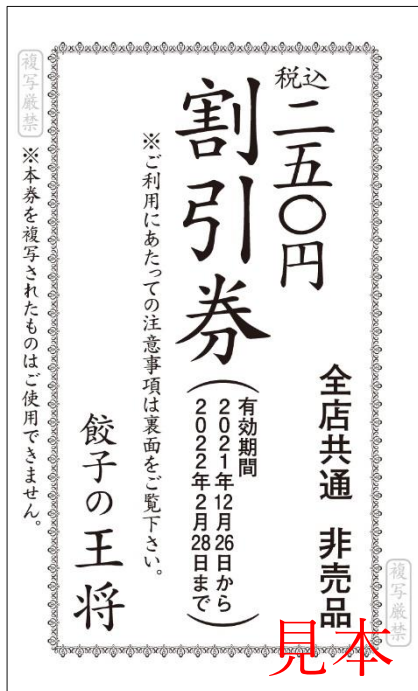 全店共通　非売品
税込
二五〇円
割引券
有効期間
2021年12月26日から
2022年2月28日まで
※ご利用にあたっての注意事項は裏面をご覧下さい。
餃子の王将
※本券を複写されたものはご使用できません。
複写厳禁
複写厳禁
見本